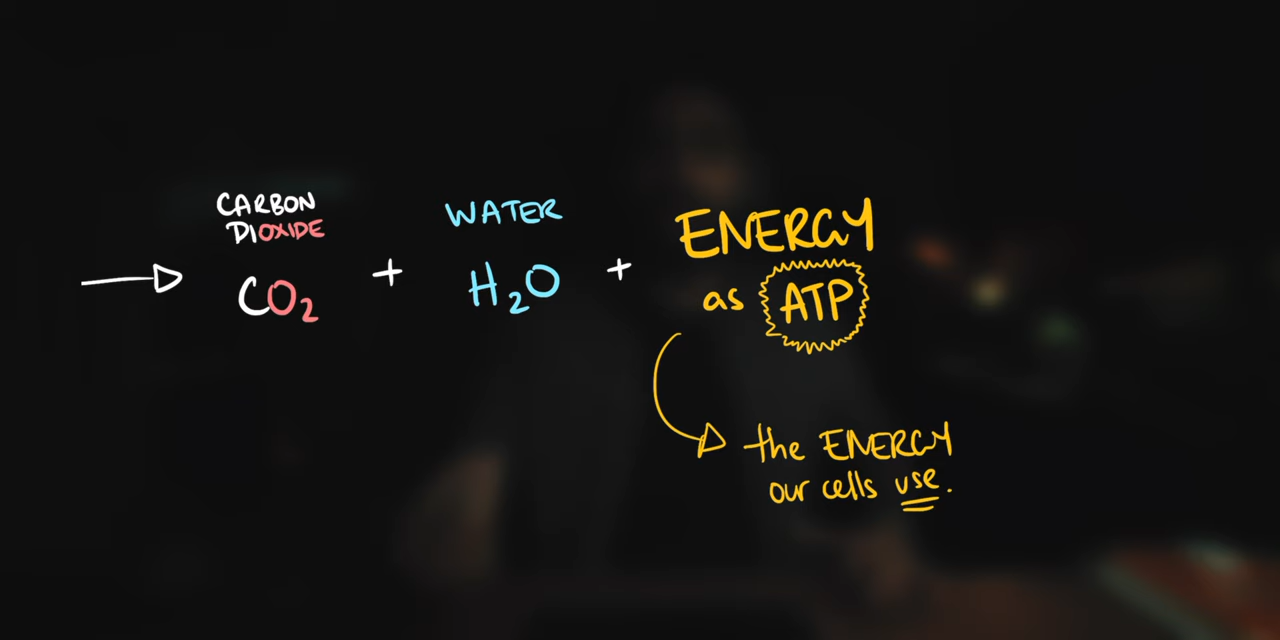 CARBON
DIOXIDE
CO2
+
WATER
H2O
+
ENERGY
as ATP
the ENERGY
our cells use.